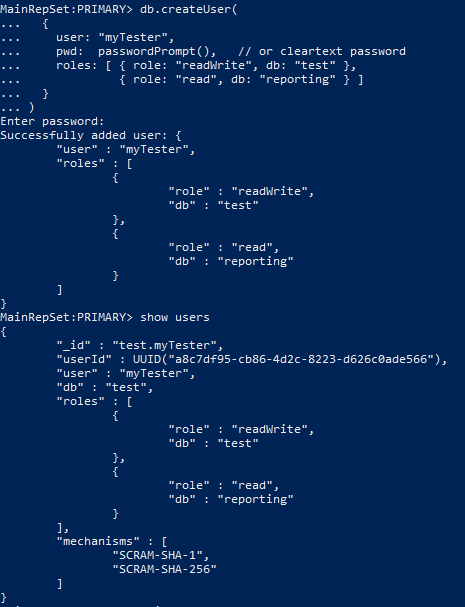 MainRepSet:PRIMARY> db.createUser(
...   {
...     user: "myTester",
...     pwd:  passwordPrompt(),   // or cleartext password
...     roles: [ { role: "readWrite", db: "test" },
...              { role: "read", db: "reporting" } ]
...   }
... )
Enter password:
Successfully added user: {
        "user" : "myTester",
        "roles" : [
                {
                        "role" : "readWrite",
                        "db" : "test"
                },
                {
                        "role" : "read",
                        "db" : "reporting"
                }
        ]
}
MainRepSet:PRIMARY> show users
{
        "_id" : "test.myTester",
        "userId" : UUID("a8c7df95-cb86-4d2c-8223-d626c0ade566"),
        "user" : "myTester",
        "db" : "test",
        "roles" : [
                {
                        "role" : "readWrite",
                        "db" : "test"
                },
                {
                        "role" : "read",
                        "db" : "reporting"
                }
        ],
        "mechanisms" : [
                "SCRAM-SHA-1",
                "SCRAM-SHA-256"
        ]
}